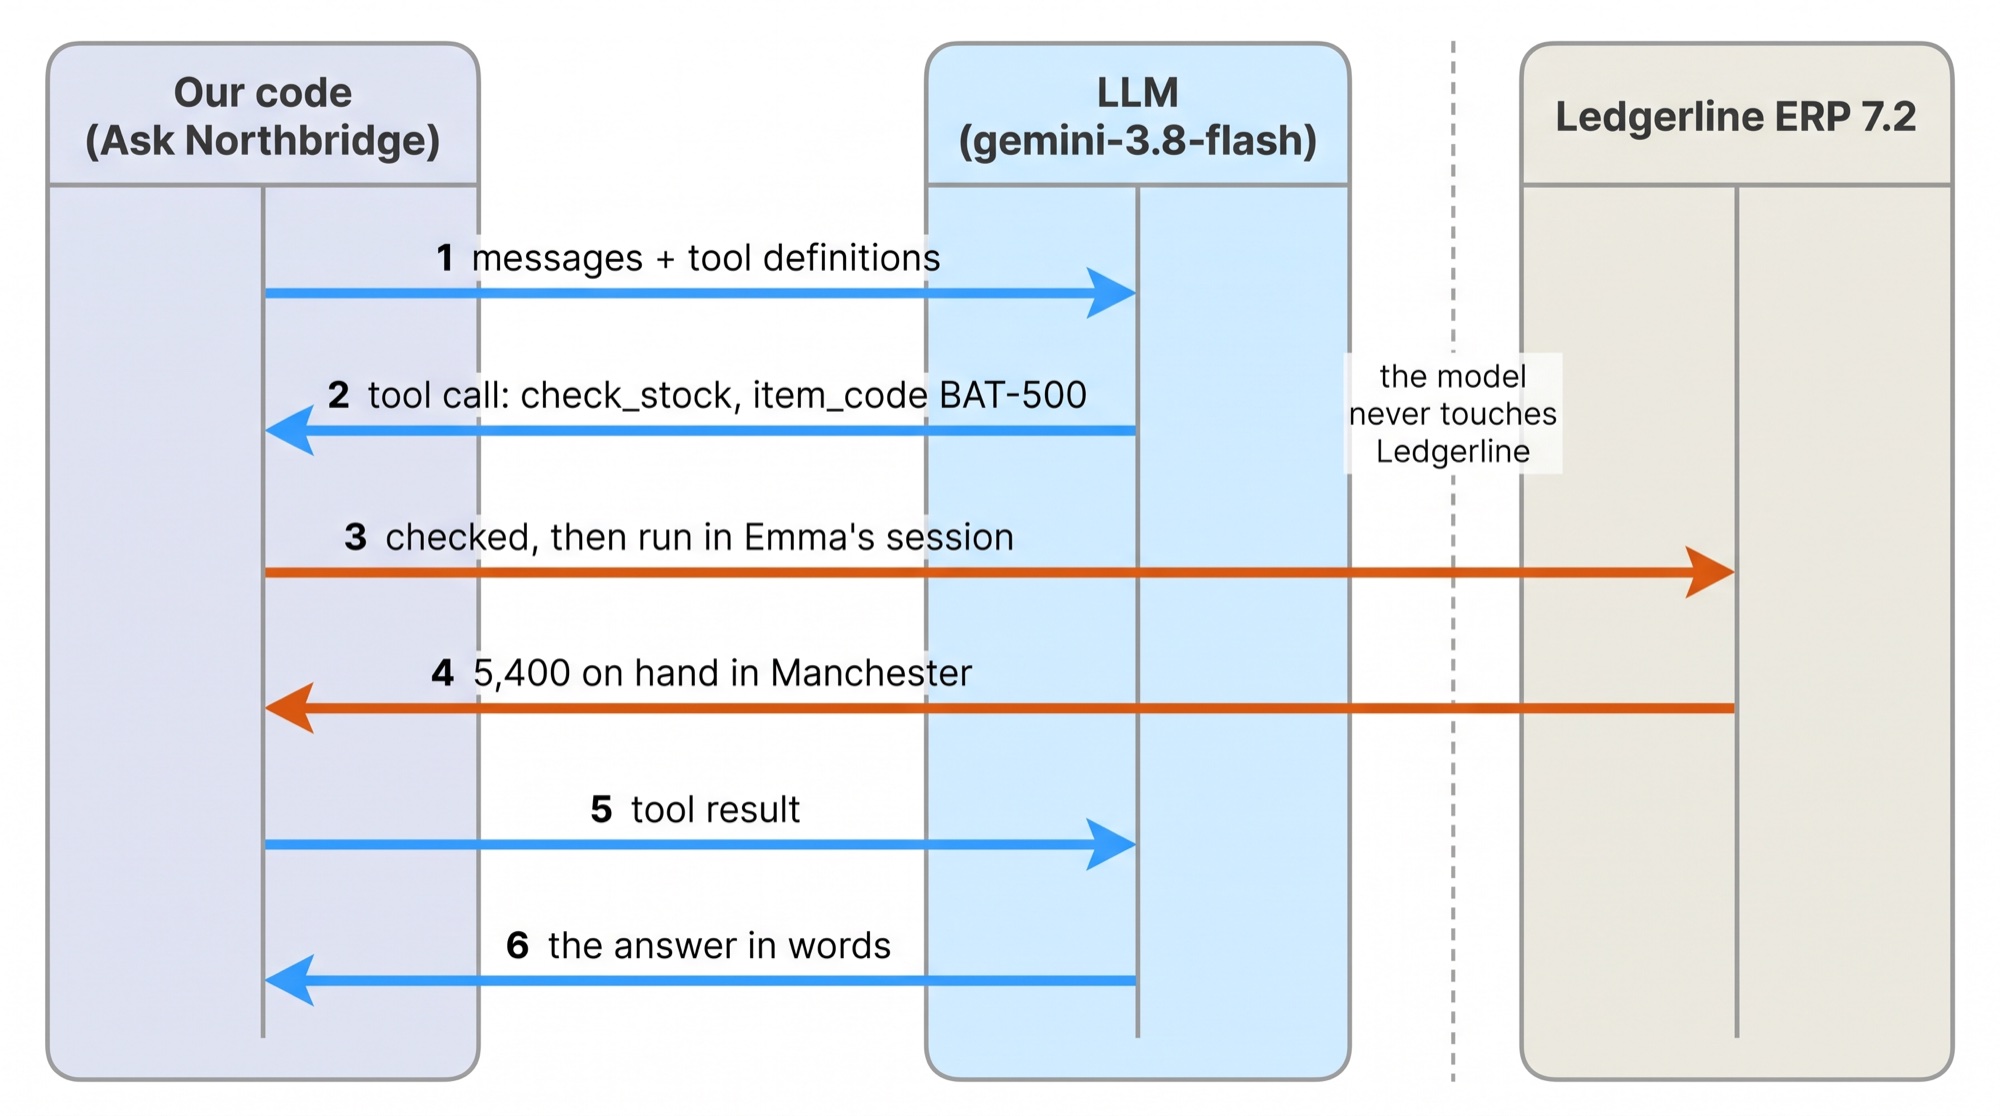 Our code
(Ask Northbridge)
LLM
(gemini-3.8-flash)
Ledgerline ERP 7.2
1 messages + tool definitions
2 tool call: check_stock, item_code BAT-500
the model
never touches
Ledgerline
3 checked, then run in Emma's session
4 5,400 on hand in Manchester
5 tool result
6 the answer in words